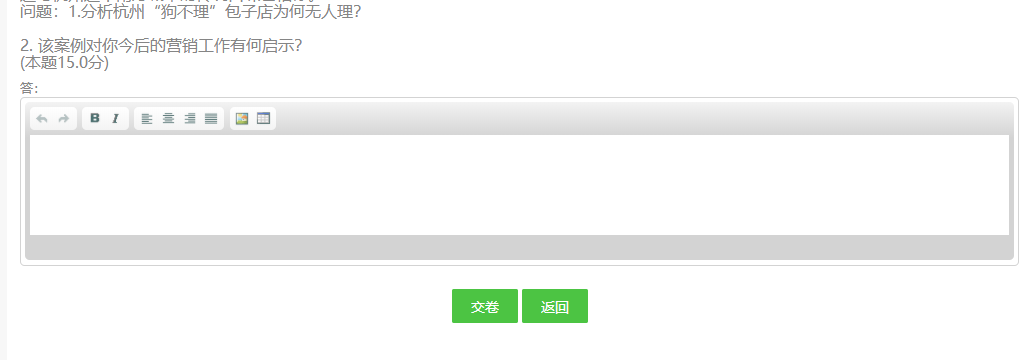 问题：1.分析杭州“狗不理”包子店为何无人理？
2. 该案例对你今后的营销工作有何启示？
(本题15.0分)
答：
B I
交卷 返回